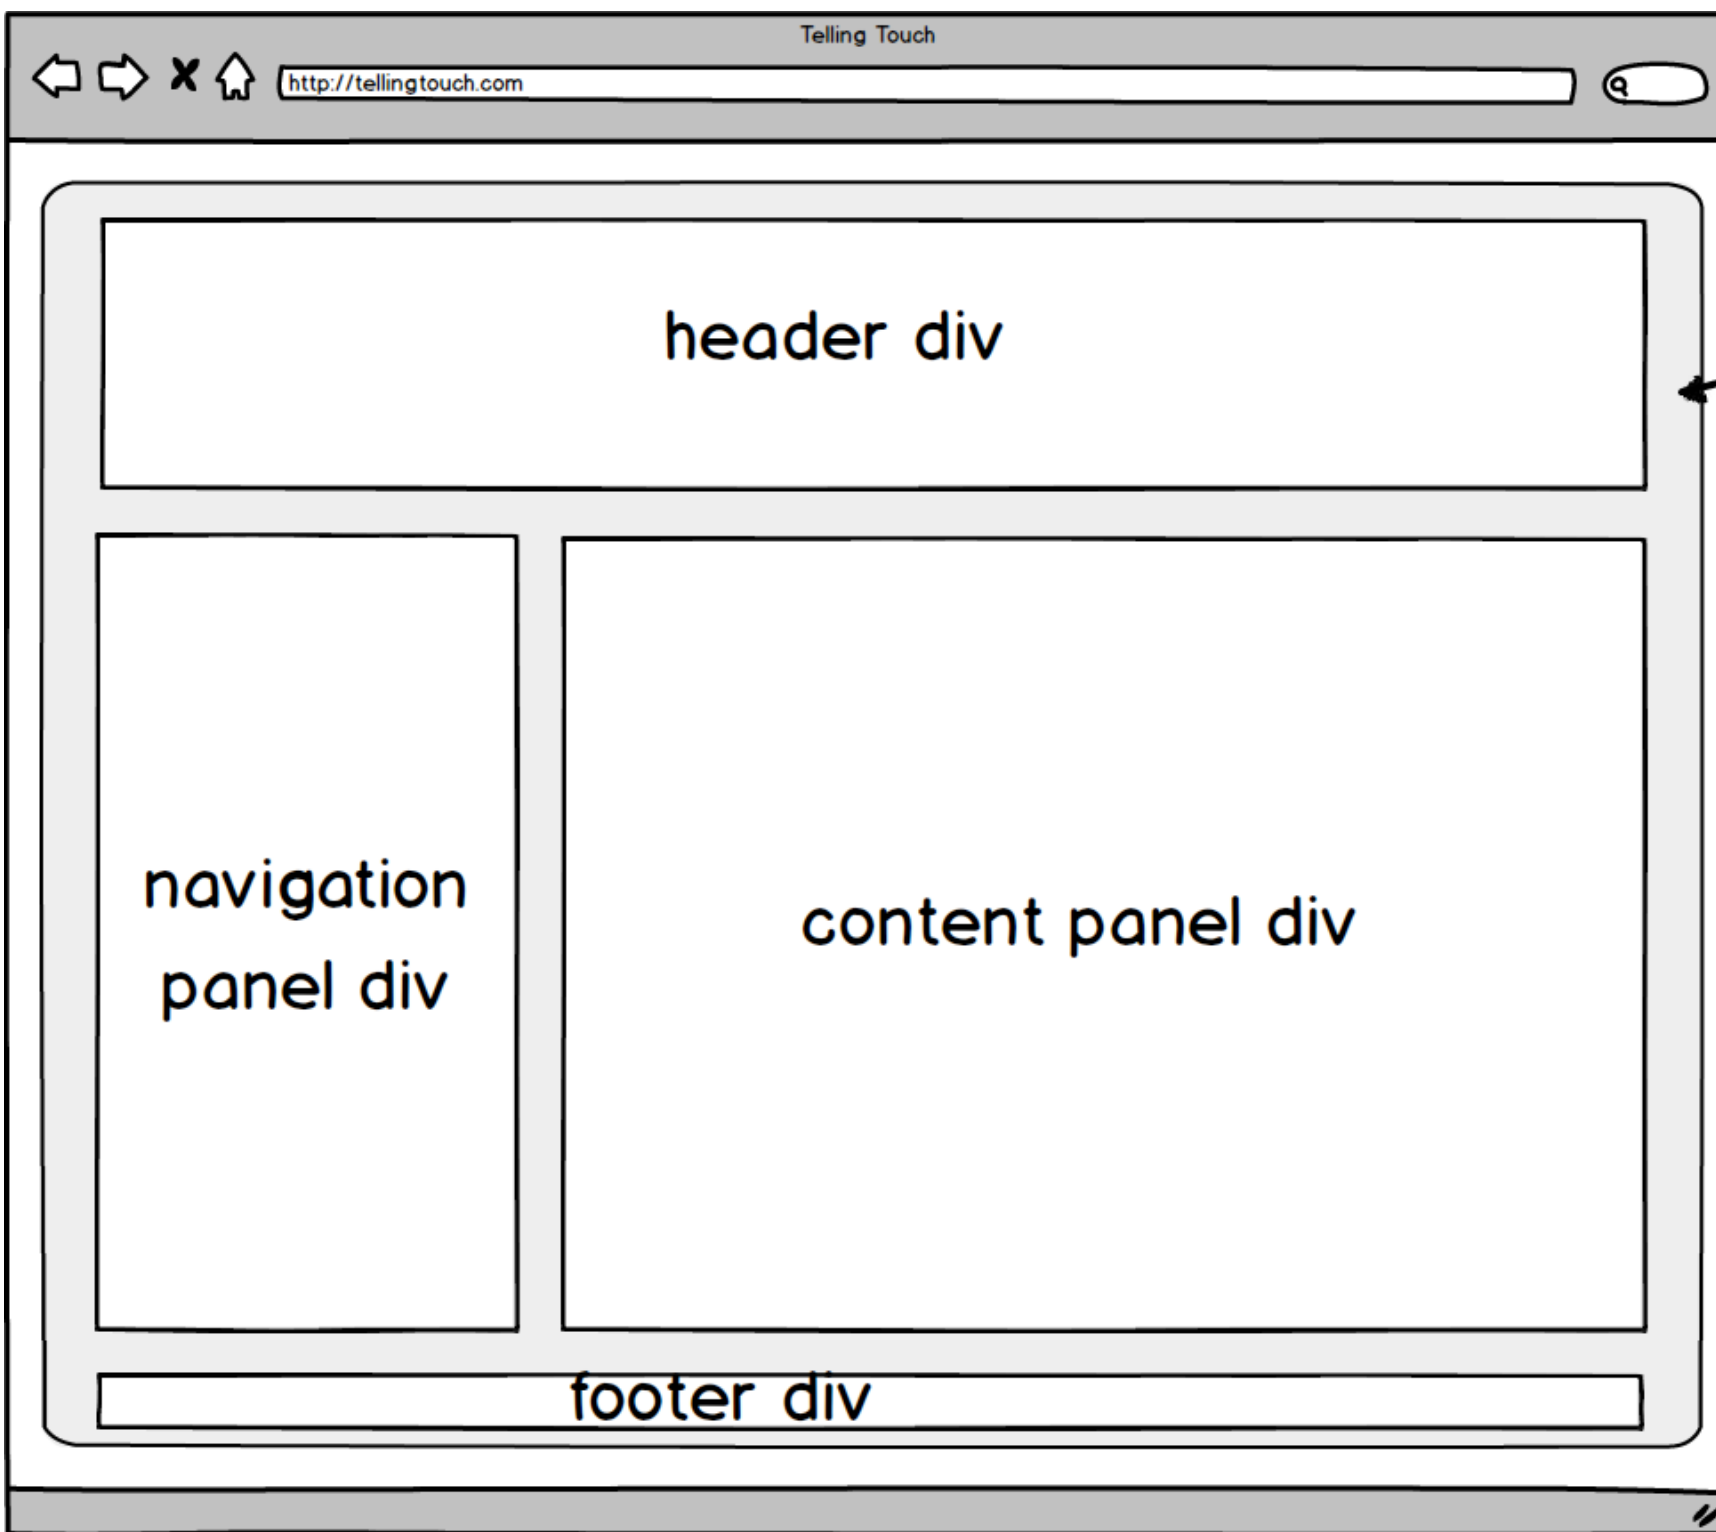 Telling Touch
http://tellingtouch.com
header div
navigation
panel div
content panel div
footer div